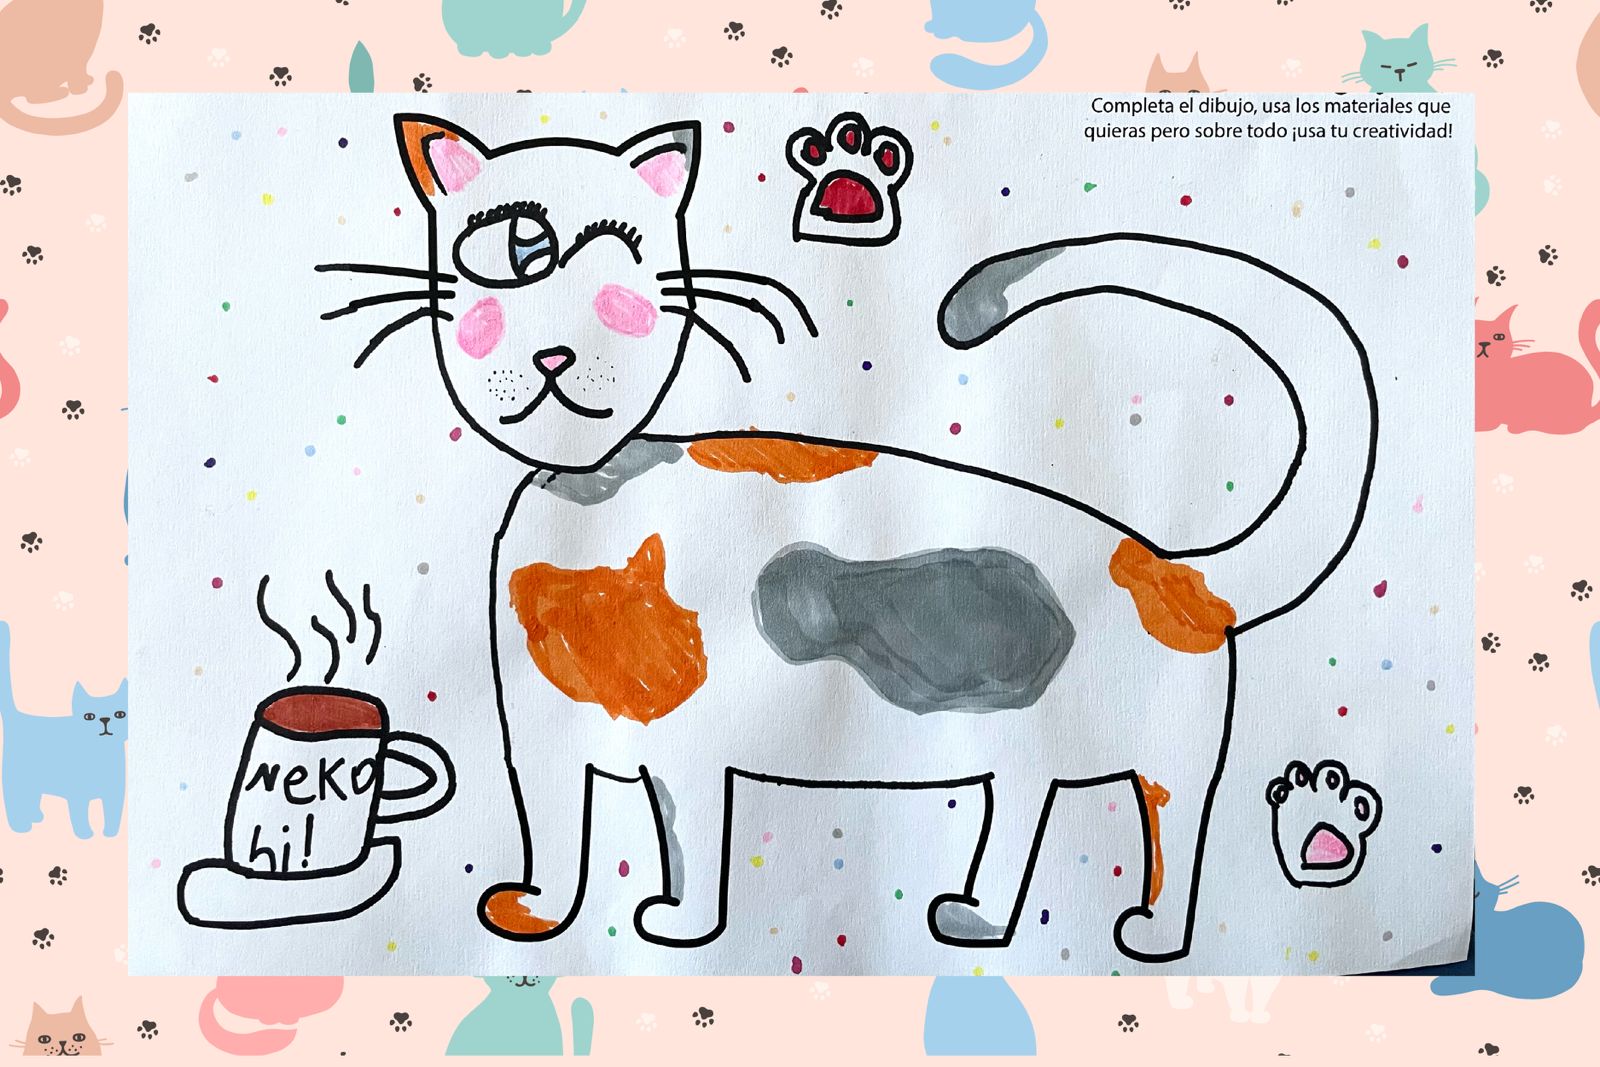 Completa el dibujo, usa los materiales que
quieras pero sobre todo ¡usa tu creatividad!
NeKo
hi!